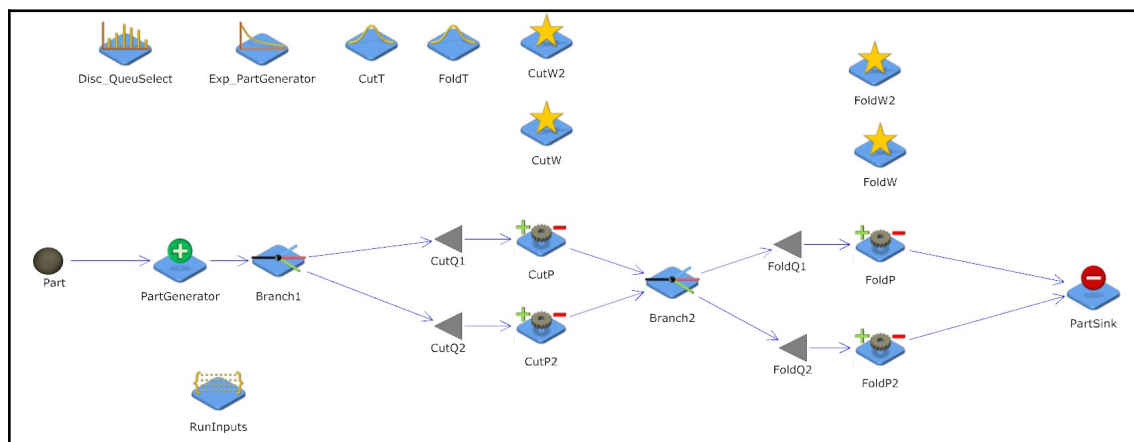 Disc_QueuSelect
Exp_PartGenerator
CutT
FoldT
CutW2
FoldW2
CutW
FoldW
Part
PartGenerator
Branch1
CutQ1
CutP
Branch2
FoldQ1
FoldP
PartSink
CutQ2
CutP2
FoldQ2
FoldP2
RunInputs